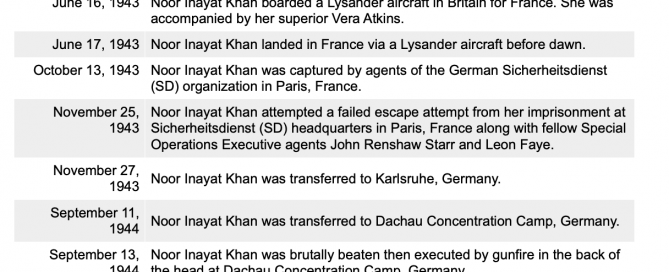 June 16, 1943 Noor Inayat Khan boarded a Lysander aircraft in Britain for France. She was
accompanied by her superior Vera Atkins.
June 17, 1943 Noor Inayat Khan landed in France via a Lysander aircraft before dawn.
October 13, 1943 Noor Inayat Khan was captured by agents of the German Sicherheitsdienst
(SD) organization in Paris, France.
November 25,
1943
Noor Inayat Khan attempted a failed escape attempt from her imprisonment at
Sicherheitsdienst (SD) headquarters in Paris, France along with fellow Special
Operations Executive agents John Renshaw Starr and Leon Faye.
November 27,
1943
Noor Inayat Khan was transferred to Karlsruhe, Germany.
September 11,
1944
Noor Inayat Khan was transferred to Dachau Concentration Camp, Germany.
September 13,
1944
Noor Inayat Khan was brutally beaten then executed by gunfire in the back of
the head at Dachau Concentration Camp, Germany.